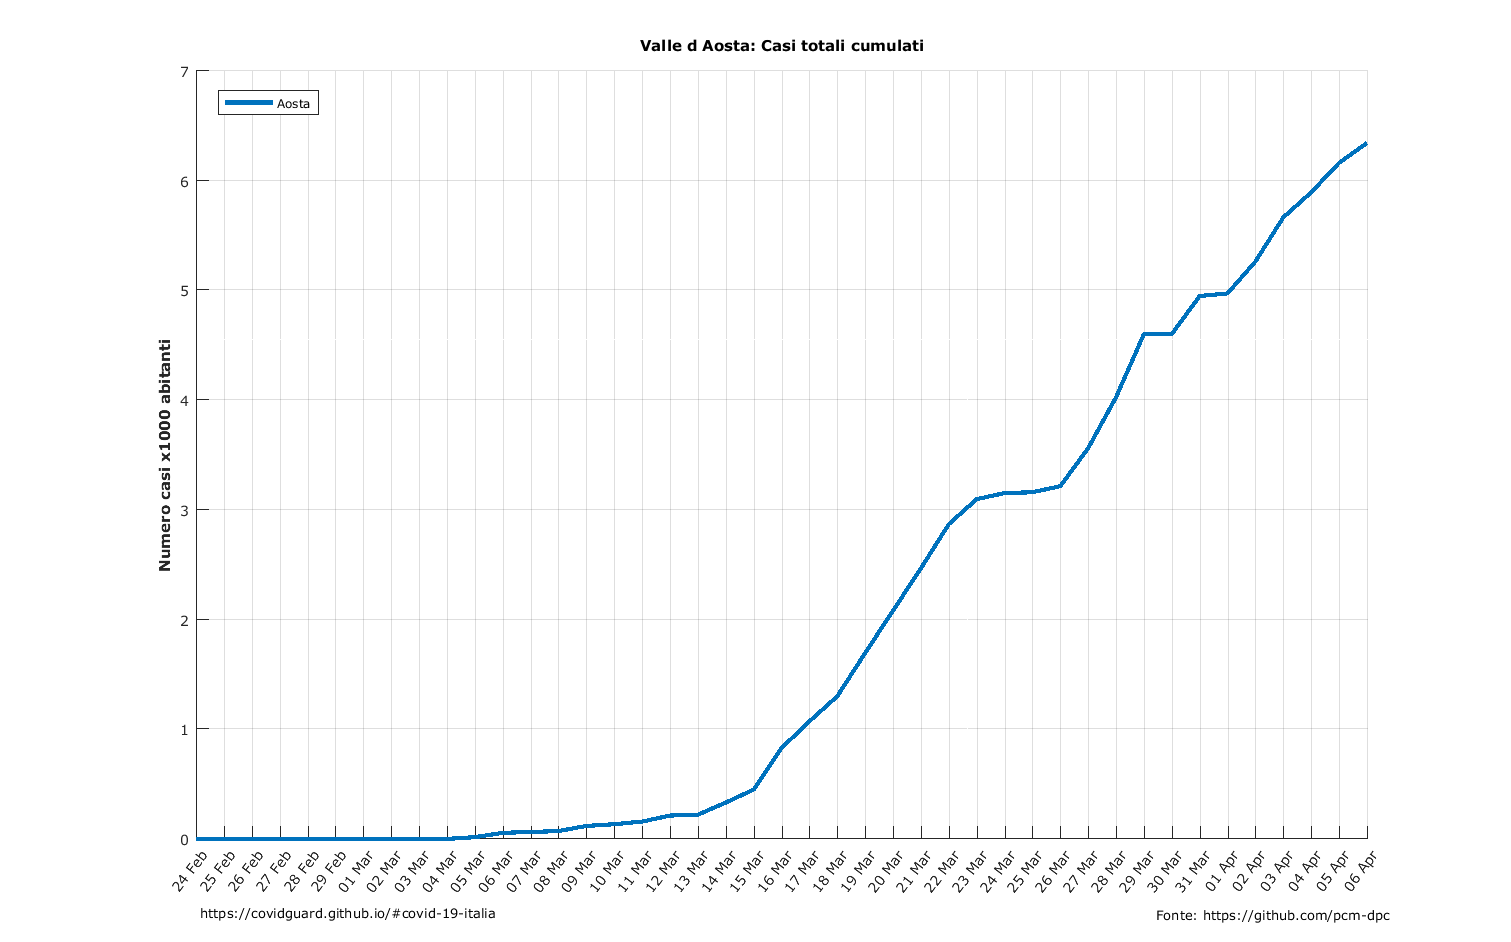 Valle d Aosta: Casi totali cumulati
Aosta
Numero casi x1000 abitanti
7
6
5
4
3
2
1
0
24 Feb
25 Feb
26 Feb
27 Feb
28 Feb
29 Feb
01 Mar
02 Mar
03 Mar
04 Mar
05 Mar
06 Mar
07 Mar
08 Mar
09 Mar
10 Mar
11 Mar
12 Mar
13 Mar
14 Mar
15 Mar
16 Mar
17 Mar
18 Mar
19 Mar
20 Mar
21 Mar
22 Mar
23 Mar
24 Mar
25 Mar
26 Mar
27 Mar
28 Mar
29 Mar
30 Mar
31 Mar
01 Apr
02 Apr
03 Apr
04 Apr
05 Apr
06 Apr
https://covidguard.github.io/#covid-19-italia
Fonte: https://github.com/pcm-dpc